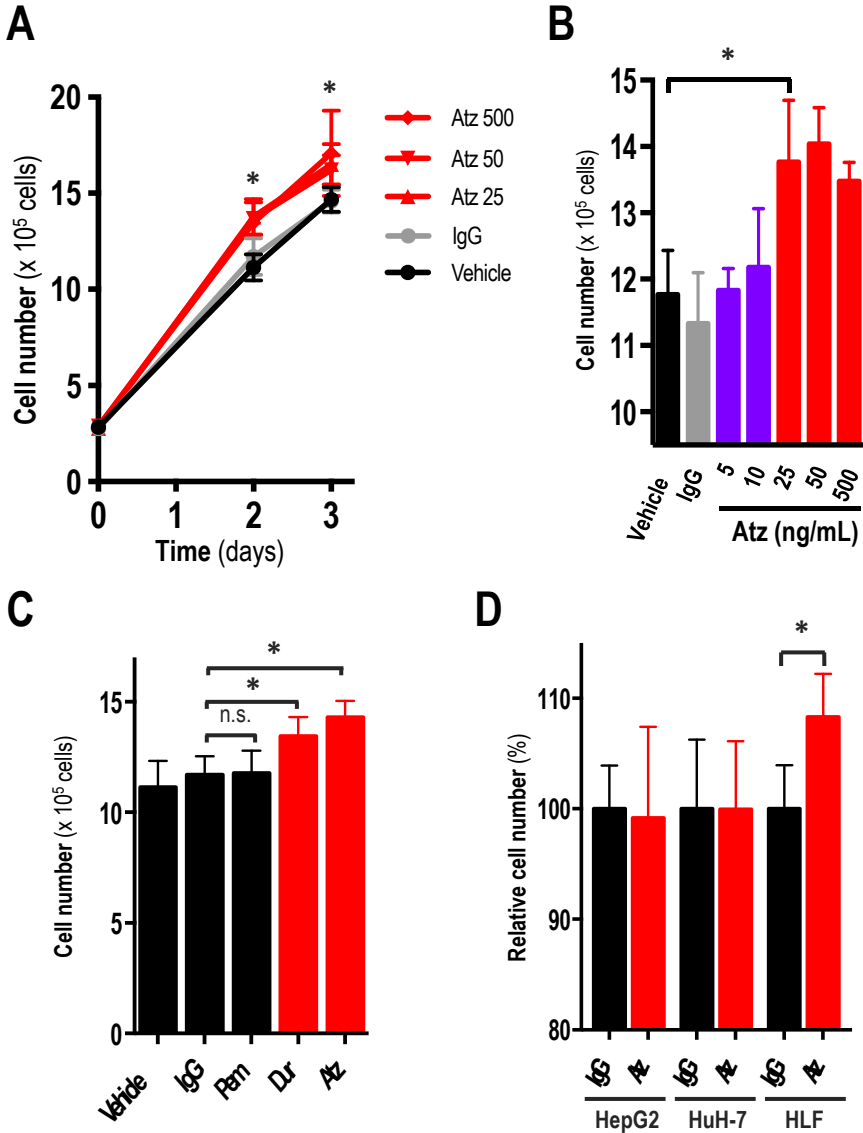 A
Cell number (x 10⁵ cells)
20
15
10
5
0
*
*
0 1 2 3
Time (days)
Atz 500
Atz 50
Atz 25
IgG
Vehicle
B
Cell number (x 10⁵ cells)
15
14
13
12
11
10
*
Vehicle
IgG
5
10
25
50
500
Atz (ng/mL)
C
Cell number (x 10⁵ cells)
15
10
5
0
*
*
n.s.
Vehicle
IgG
Pem
Dur
Atz
D
Relative cell number (%)
110
100
90
80
*
IgG
Atz
IgG
Atz
IgG
Atz
HepG2
HuH-7
HLF